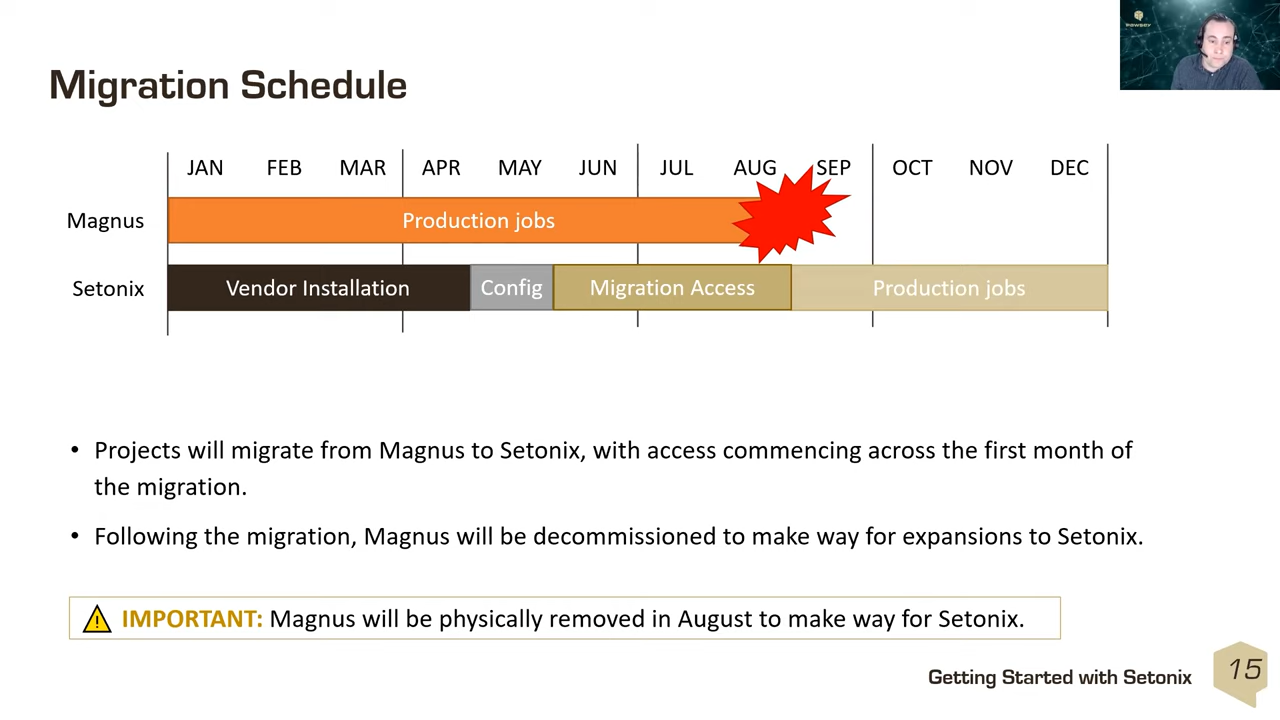 PAWSEY
Migration Schedule
JAN FEB MAR APR MAY JUN JUL AUG SEP OCT NOV DEC
Magnus Production jobs
Setonix Vendor Installation Config Migration Access Production jobs
• Projects will migrate from Magnus to Setonix, with access commencing across the first month of
the migration.
• Following the migration, Magnus will be decommissioned to make way for expansions to Setonix.
IMPORTANT: Magnus will be physically removed in August to make way for Setonix.
Getting Started with Setonix 15